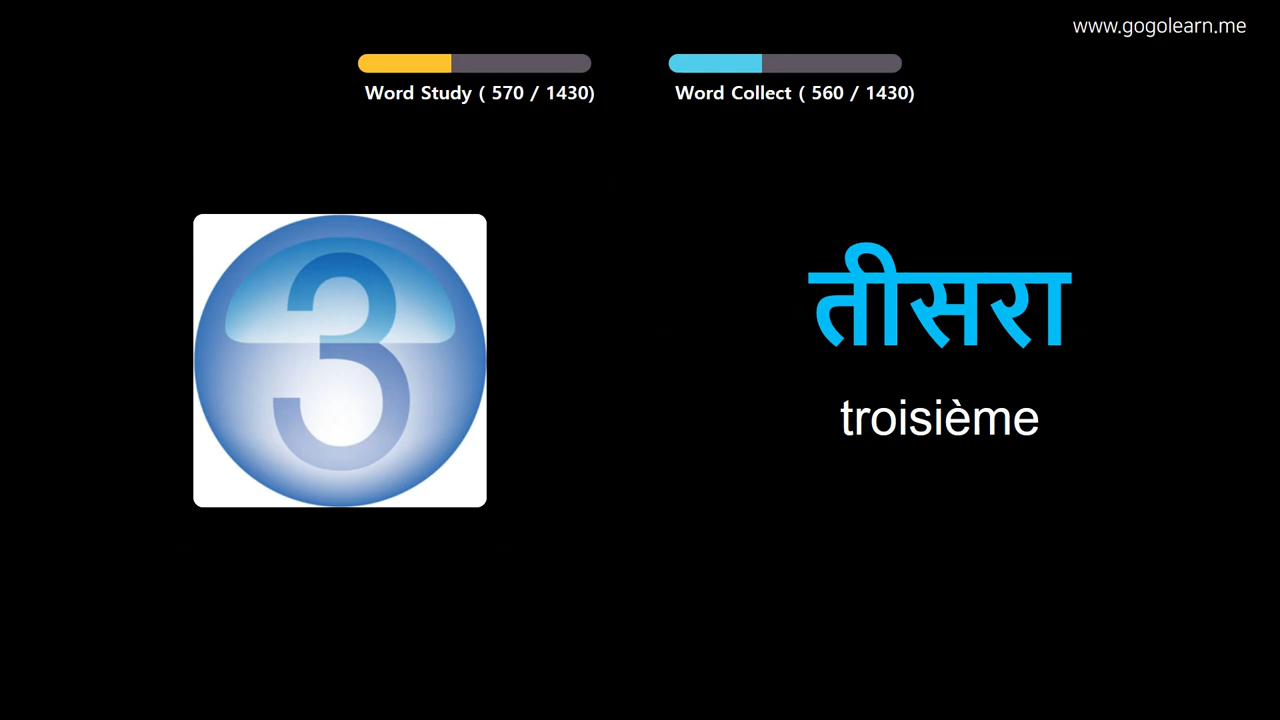 www.gogolearn.me
Word Study ( 570 / 1430)
Word Collect ( 560 / 1430)
3
तीसरा
troisième